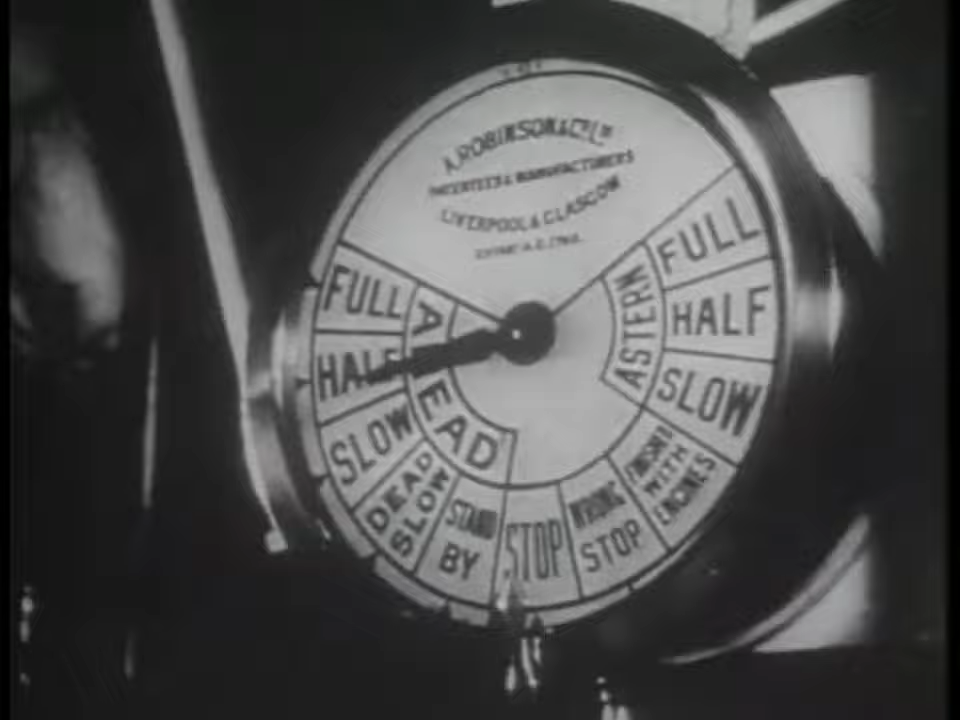 A. ROBINSON & CO. LTD.
PATENTEES & MANUFACTURERS
LIVERPOOL & GLASGOW
FULL
HALF
SLOW
DEAD
SLOW
STAND
BY
STOP
WRONG
STOP
FINISHED
WITH
ENGINES
SLOW
HALF
FULL
AHEAD
ASTERN